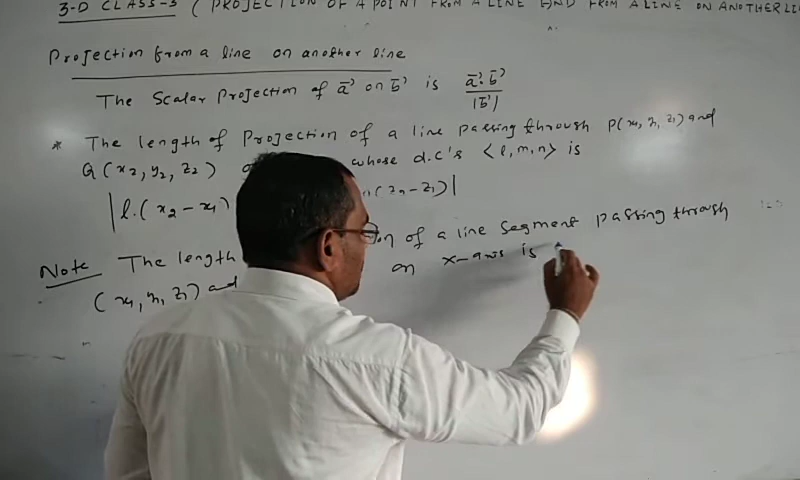 3-D CLASS-3 ( PROJECTION OF A POINT FROM A LINE AND FROM A LINE ON ANOTHER LI
Projection from a line on another line
The Scalar Projection of a⃗ on b⃗ is a⃗·b⃗ / |b⃗|
* The length of Projection of a line passing through P(x₁, y₁, z₁) and
Q(x₂, y₂, z₂) whose d.c's <l, m, n> is
|l.(x₂-x₁) (z₂-z₁)|
Note The length on of a line segment passing through
(x₁, y₁, z₁) and on x-axis is